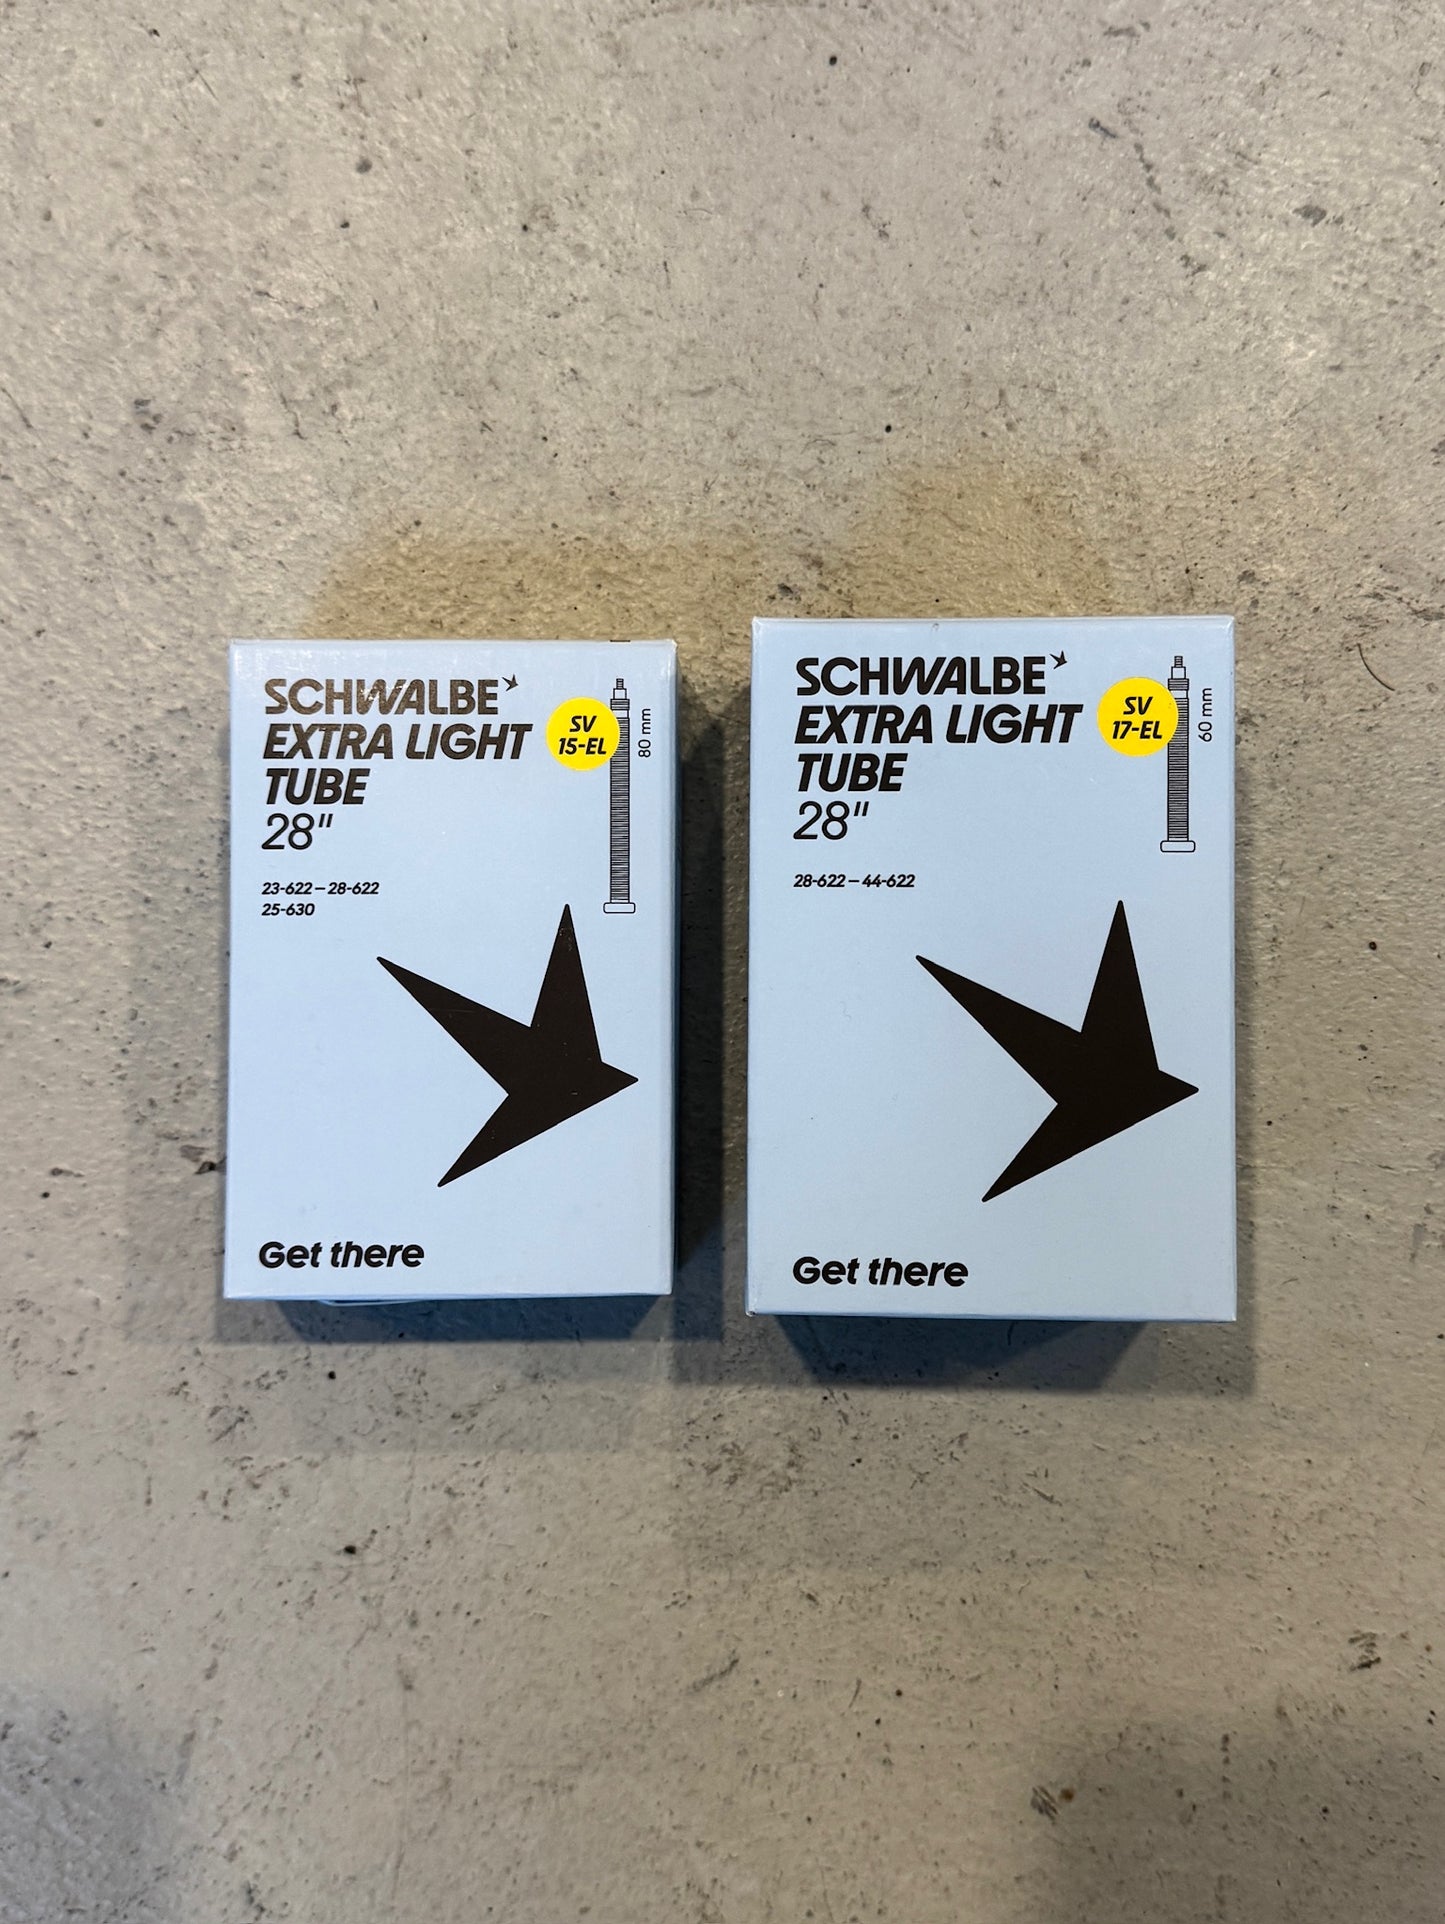 SCHWALBE
EXTRA LIGHT
TUBE
28"
23-622 – 28-622
25-630
SV
15-EL
80 mm
Get there
SCHWALBE
EXTRA LIGHT
TUBE
28"
28-622 – 44-622
SV
17-EL
60 mm
Get there